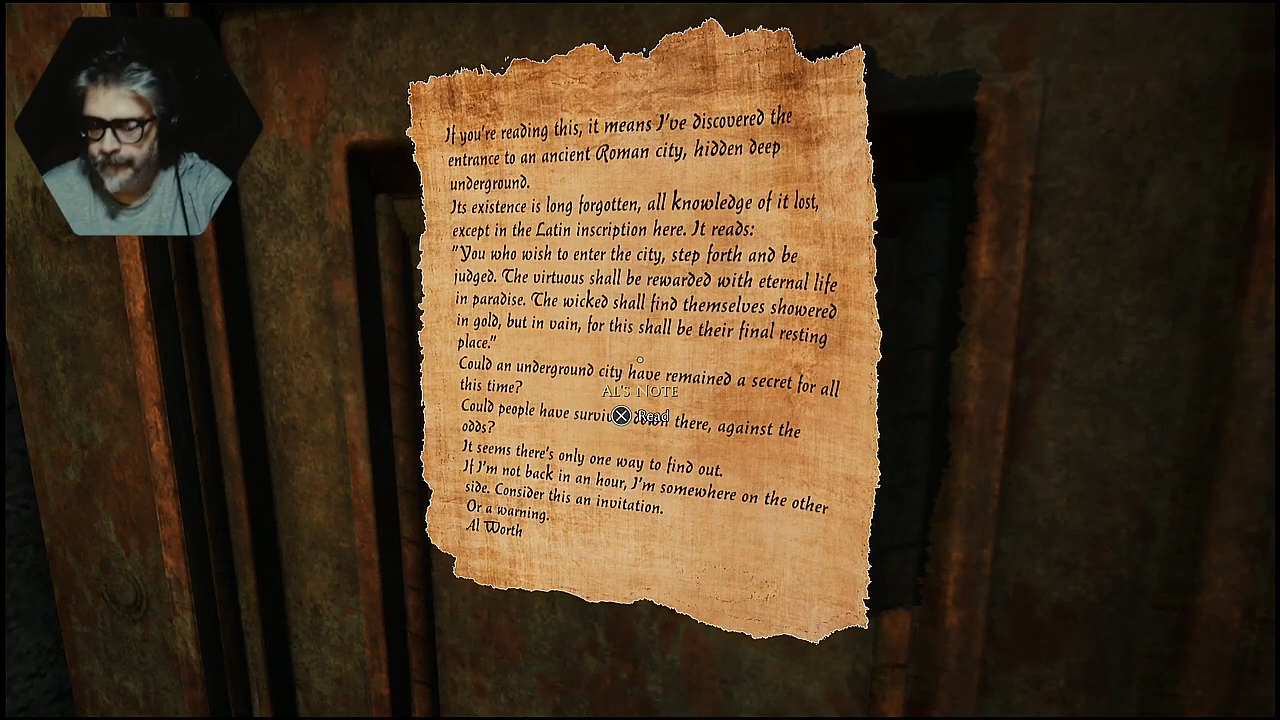 If you're reading this, it means I've discovered the
entrance to an ancient Roman city, hidden deep
underground.
Its existence is long forgotten, all knowledge of it lost,
except in the Latin inscription here. It reads:
"You who wish to enter the city, step forth and be
judged. The virtuous shall be rewarded with eternal life
in paradise. The wicked shall find themselves showered
in gold, but in vain, for this shall be their final resting
place."
Could an underground city have remained a secret for all
this time?
AL'S NOTE
Could people have survived down there, against the
Read
odds?
It seems there's only one way to find out.
If I'm not back in an hour, I'm somewhere on the other
side. Consider this an invitation.
Or a warning.
Al Worth